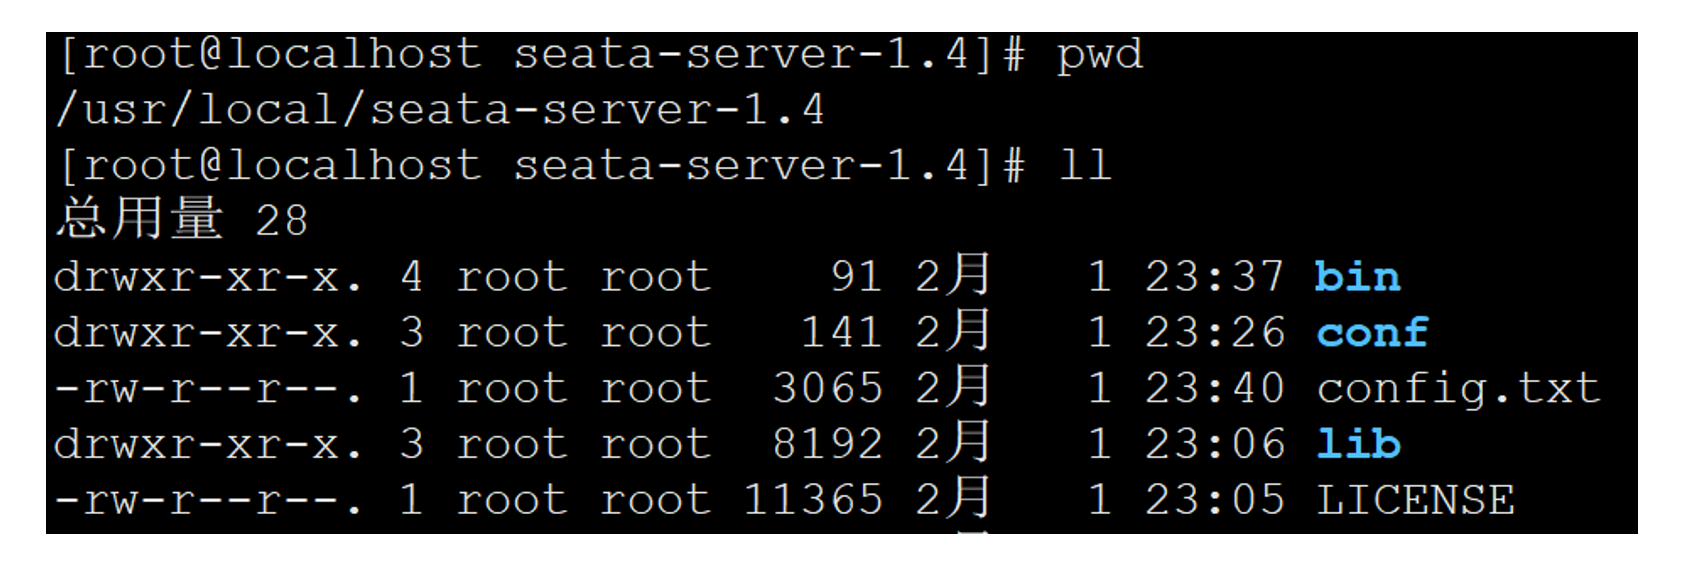 [root@localhost seata-server-1.4]# pwd
/usr/local/seata-server-1.4
[root@localhost seata-server-1.4]# ll
总用量 28
drwxr-xr-x. 4 root root    91 2月   1 23:37 bin
drwxr-xr-x. 3 root root   141 2月   1 23:26 conf
-rw-r--r--. 1 root root  3065 2月   1 23:40 config.txt
drwxr-xr-x. 3 root root  8192 2月   1 23:06 lib
-rw-r--r--. 1 root root 11365 2月   1 23:05 LICENSE